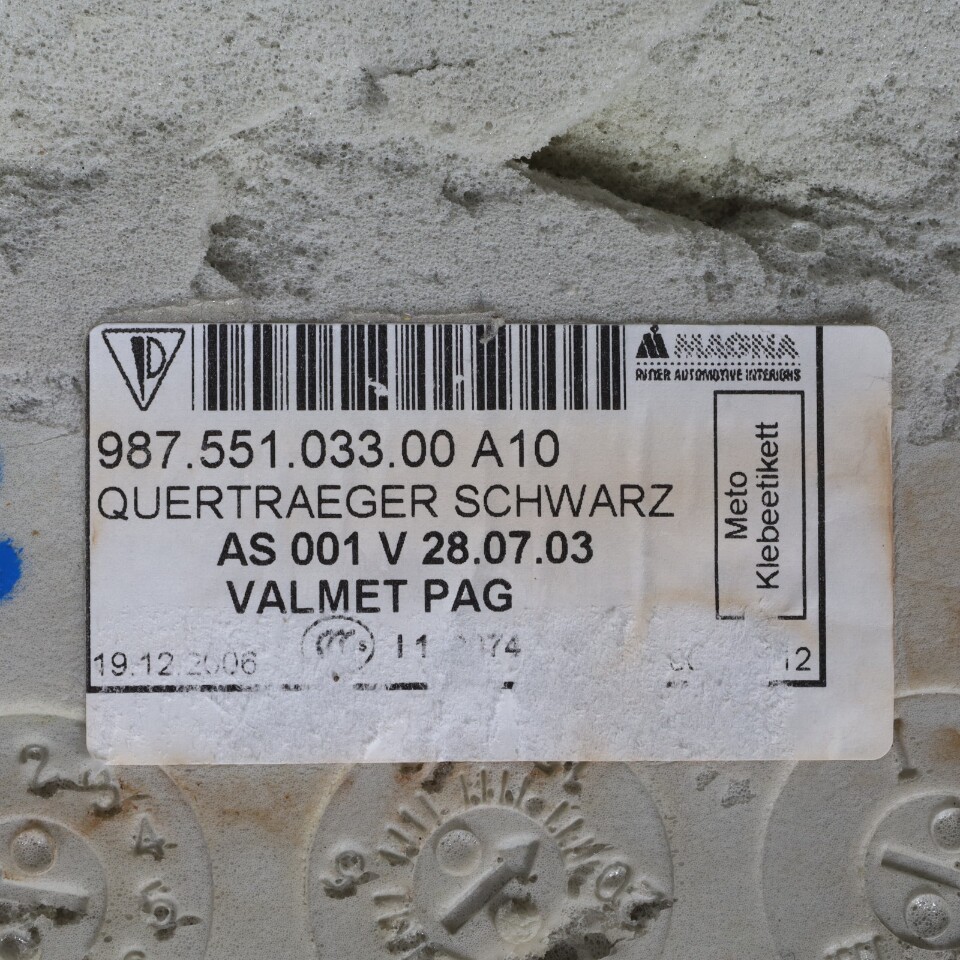 MAGNA
RUTER AUTOMOTIVE INTERIORS
987.551.033.00 A10
QUERTRAEGER SCHWARZ
AS 001 V 28.07.03
VALMET PAG
Meto
Klebeetikett
19.12.2006